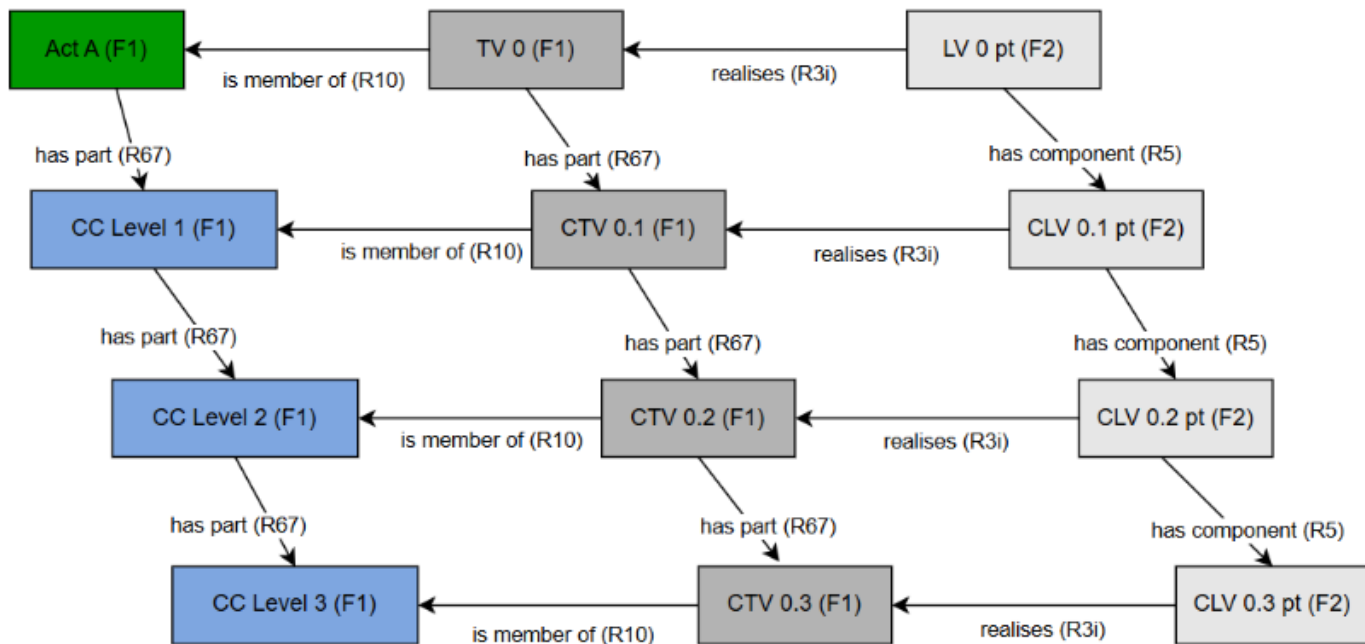 Act A (F1)
TV 0 (F1)
LV 0 pt (F2)
is member of (R10)
realises (R3i)
has part (R67)
has part (R67)
has component (R5)
CC Level 1 (F1)
CTV 0.1 (F1)
CLV 0.1 pt (F2)
is member of (R10)
realises (R3i)
has part (R67)
has part (R67)
has component (R5)
CC Level 2 (F1)
CTV 0.2 (F1)
CLV 0.2 pt (F2)
is member of (R10)
realises (R3i)
has part (R67)
has part (R67)
has component (R5)
CC Level 3 (F1)
CTV 0.3 (F1)
CLV 0.3 pt (F2)
is member of (R10)
realises (R3i)